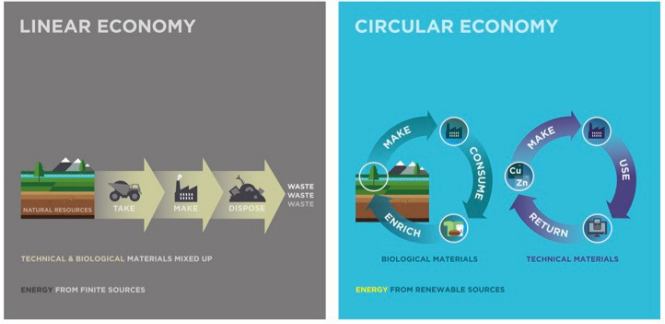 LINEAR ECONOMY
NATURAL RESOURCES
TAKE
MAKE
DISPOSE
WASTE
WASTE
WASTE
TECHNICAL & BIOLOGICAL MATERIALS MIXED UP
ENERGY FROM FINITE SOURCES
CIRCULAR ECONOMY
MAKE
CONSUME
ENRICH
BIOLOGICAL MATERIALS
MAKE
USE
RETURN
Cu
Zn
TECHNICAL MATERIALS
ENERGY FROM RENEWABLE SOURCES